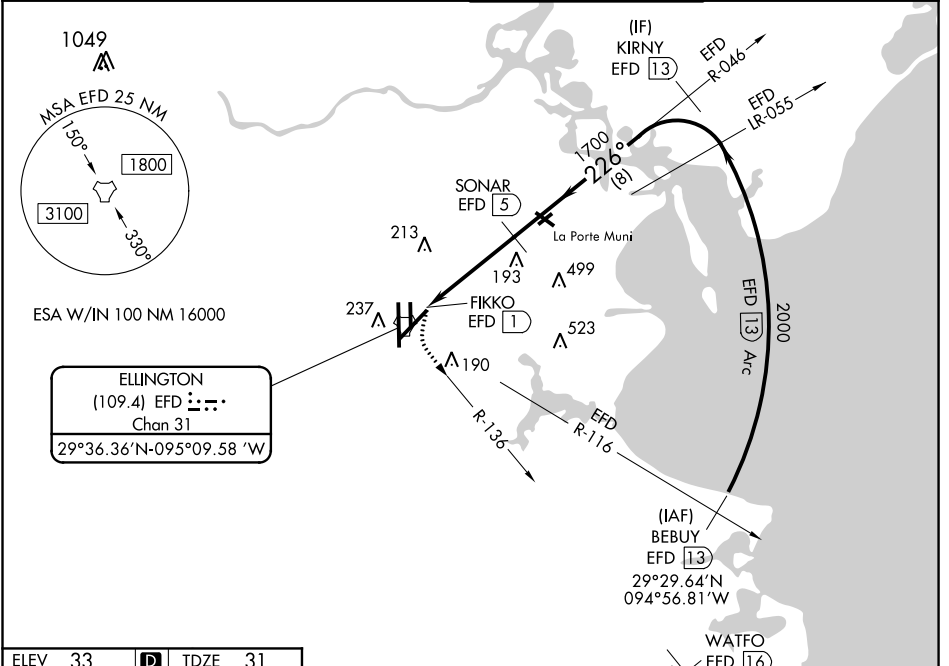 1049
MSA EFD 25 NM
150°
1800
3100
330°
ESA W/IN 100 NM 16000
(IF)
KIRNY
EFD 13
EFD
R-046
EFD
LR-055
1700
226°
(8)
SONAR
EFD 5
La Porte Muni
213
193
499
237
FIKKO
EFD 1
523
190
EFD 13 Arc
2000
ELLINGTON
(109.4) EFD
Chan 31
29°36.36'N-095°09.58 'W
R-136
EFD
R-116
(IAF)
BEBUY
EFD 13
29°29.64'N
094°56.81'W
WATFO
EFD 16
ELEV 33 D TDZE 31